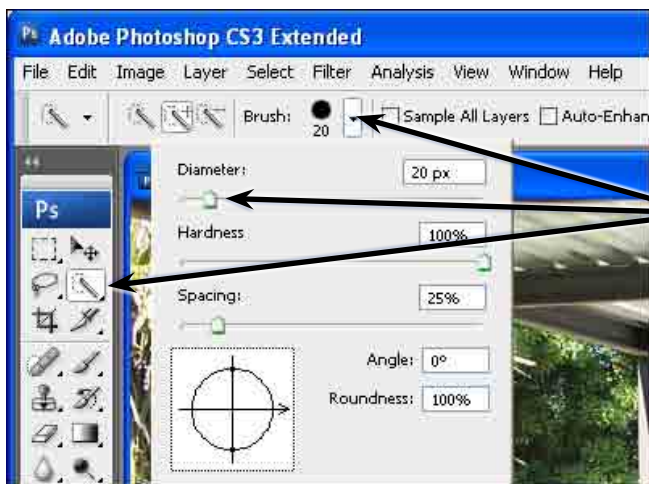 Ps Adobe Photoshop CS3 Extended
File Edit Image Layer Select Filter Analysis View Window Help
Brush: 20 Sample All Layers Auto-Enhan
Ps
Diameter: 20 px
Hardness 100%
Spacing: 25%
Angle: 0°
Roundness: 100%